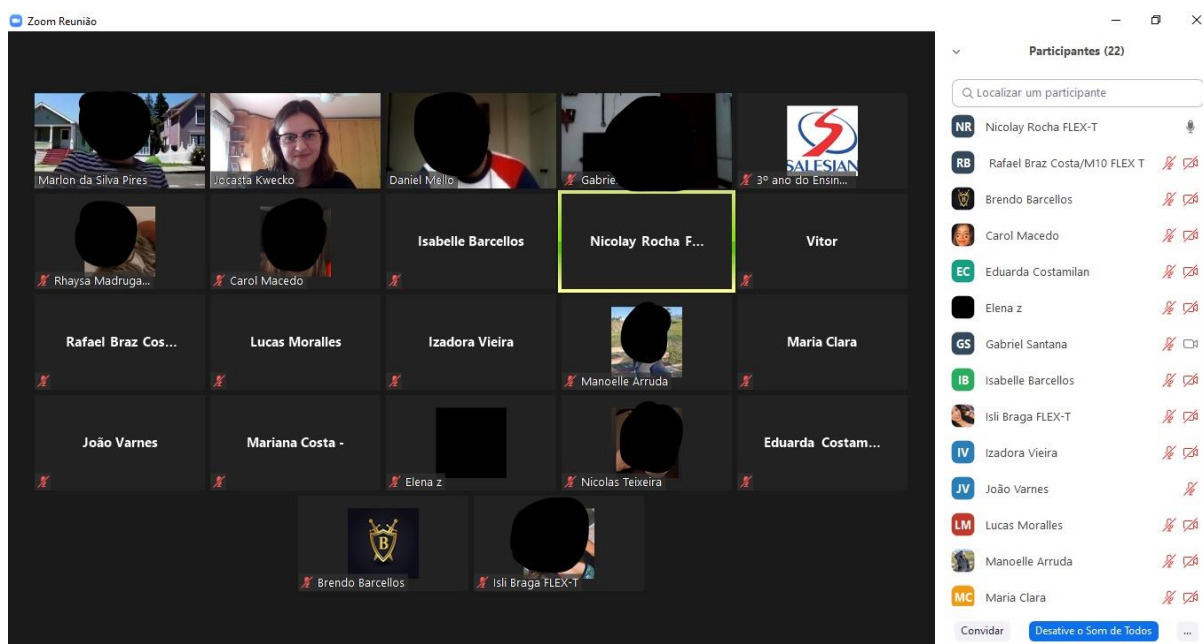 Zoom Reunião
Marlon da Silva Pires
Jocasta Kwecko
Daniel Mello
Gabrie
SALESIAN
3º ano do Ensin...
Rhaysa Madruga...
Carol Macedo
Isabelle Barcellos
Nicolay Rocha F...
Vitor
Rafael Braz Cos...
Lucas Moralles
Izadora Vieira
Manoelle Arruda
Maria Clara
João Varnes
Mariana Costa -
Elena z
Nicolas Teixeira
Eduarda Costam...
B
Brendo Barcellos
Isli Braga FLEX-T
Participantes (22)
Localizar um participante
NR Nicolay Rocha FLEX-T
RB Rafael Braz Costa/M10 FLEX T
Brendo Barcellos
Carol Macedo
EC Eduarda Costamilan
Elena z
GS Gabriel Santana
IB Isabelle Barcellos
Isli Braga FLEX-T
IV Izadora Vieira
JV João Varnes
LM Lucas Moralles
Manoelle Arruda
MC Maria Clara
Convidar Desative o Som de Todos ...